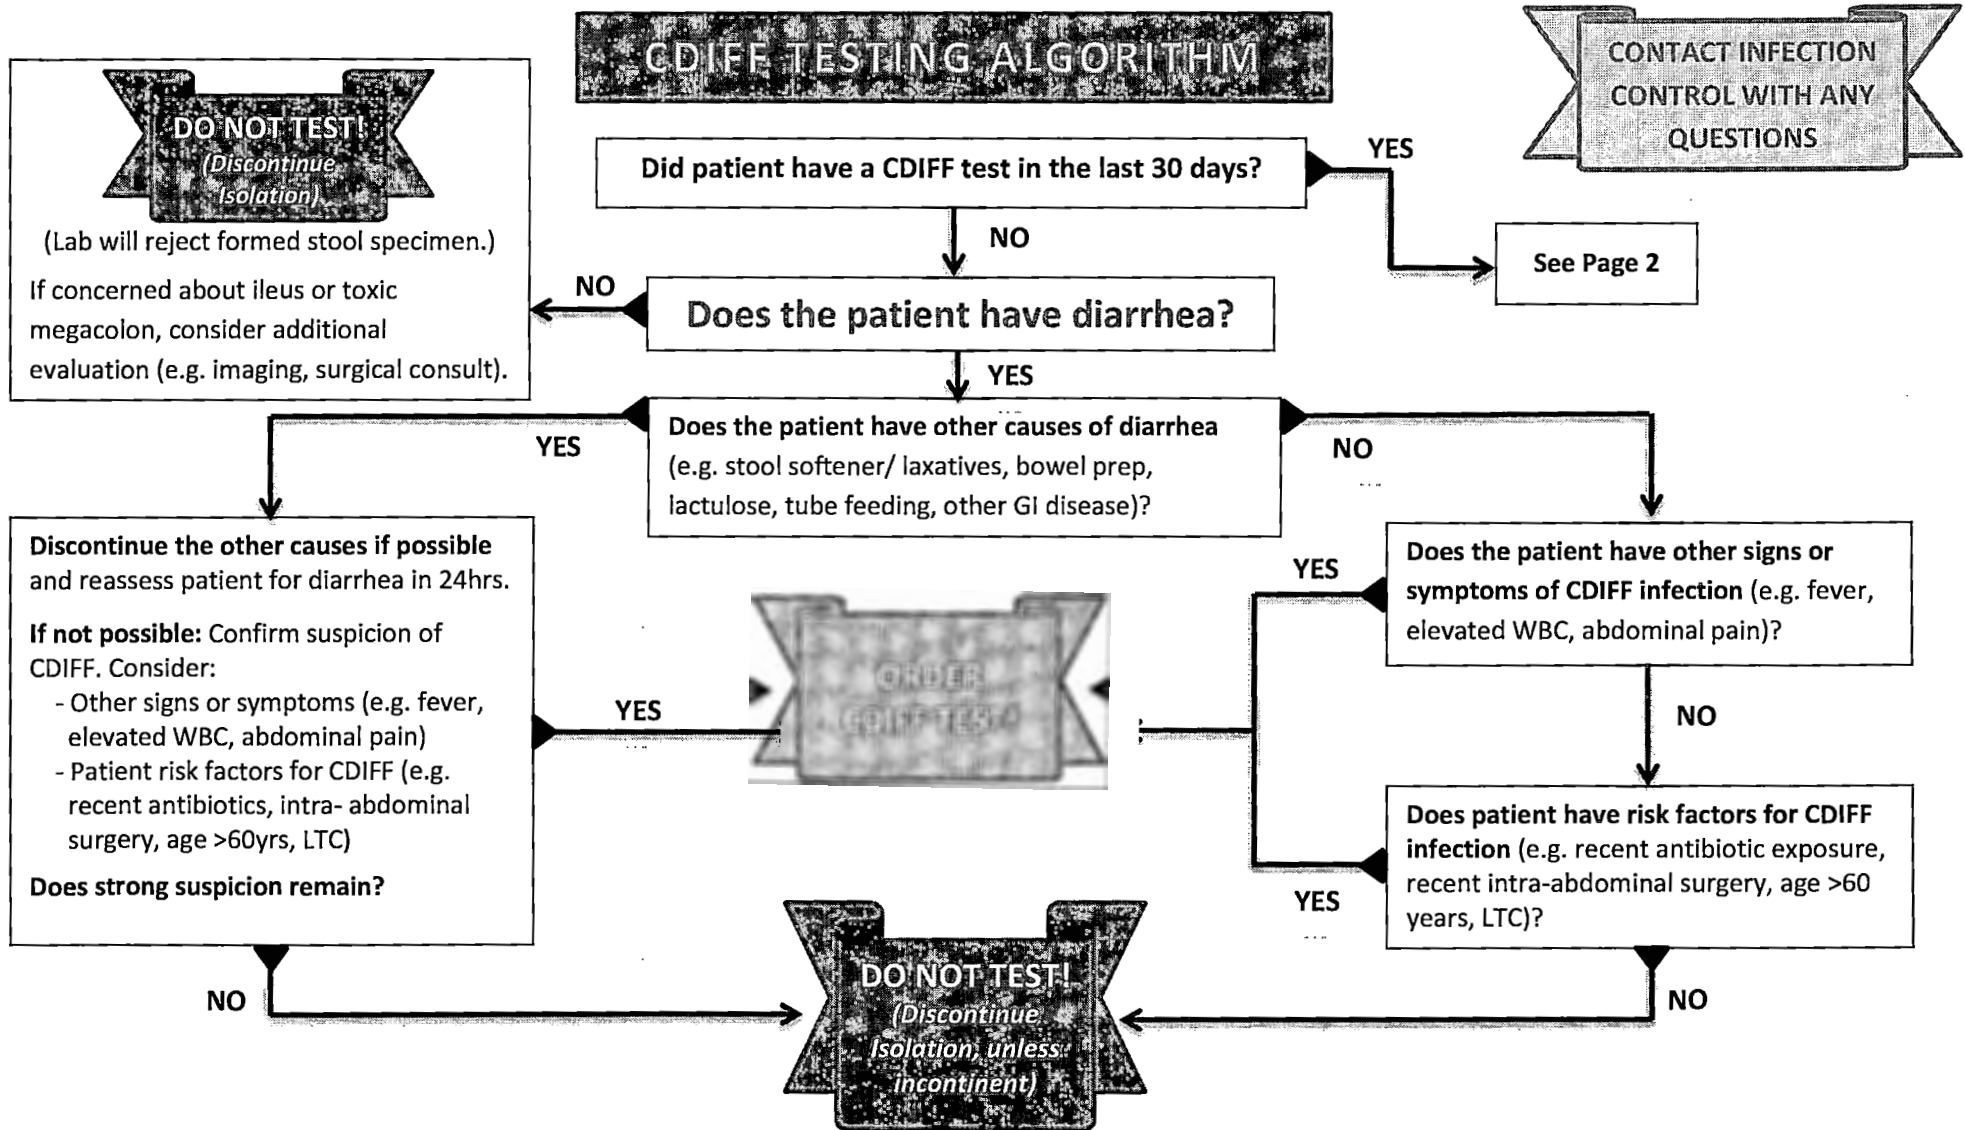 CDIFF TESTING ALGORITHM
CONTACT INFECTION
CONTROL WITH ANY
QUESTIONS
DO NOT TEST!
(Discontinue
Isolation)
(Lab will reject formed stool specimen.)
If concerned about ileus or toxic
megacolon, consider additional
evaluation (e.g. imaging, surgical consult).
Did patient have a CDIFF test in the last 30 days?
YES
See Page 2
NO
Does the patient have diarrhea?
NO
YES
Does the patient have other causes of diarrhea
(e.g. stool softener/ laxatives, bowel prep,
lactulose, tube feeding, other GI disease)?
YES
NO
Discontinue the other causes if possible
and reassess patient for diarrhea in 24hrs.
If not possible: Confirm suspicion of
CDIFF. Consider:
- Other signs or symptoms (e.g. fever,
elevated WBC, abdominal pain)
- Patient risk factors for CDIFF (e.g.
recent antibiotics, intra- abdominal
surgery, age >60yrs, LTC)
Does strong suspicion remain?
YES
ORDER
CDIFF TEST
YES
Does the patient have other signs or
symptoms of CDIFF infection (e.g. fever,
elevated WBC, abdominal pain)?
NO
Does patient have risk factors for CDIFF
infection (e.g. recent antibiotic exposure,
recent intra-abdominal surgery, age >60
years, LTC)?
YES
NO
DO NOT TEST!
(Discontinue
Isolation, unless
incontinent)
NO